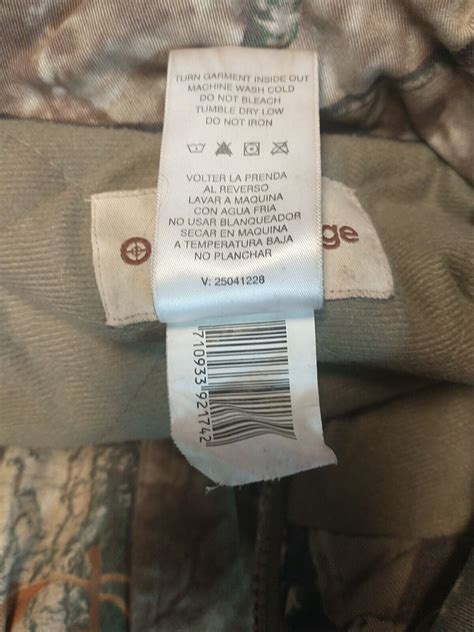 TURN GARMENT INSIDE OUT
MACHINE WASH COLD
DO NOT BLEACH
TUMBLE DRY LOW
DO NOT IRON
VOLTER LA PRENDA
AL REVERSO
LAVAR A MAQUINA
CON AGUA FRIA
NO USAR BLANQUEADOR
SECAR EN MAQUINA
A TEMPERATURA BAJA
NO PLANCHAR
V: 25041228
ge
710933 921742